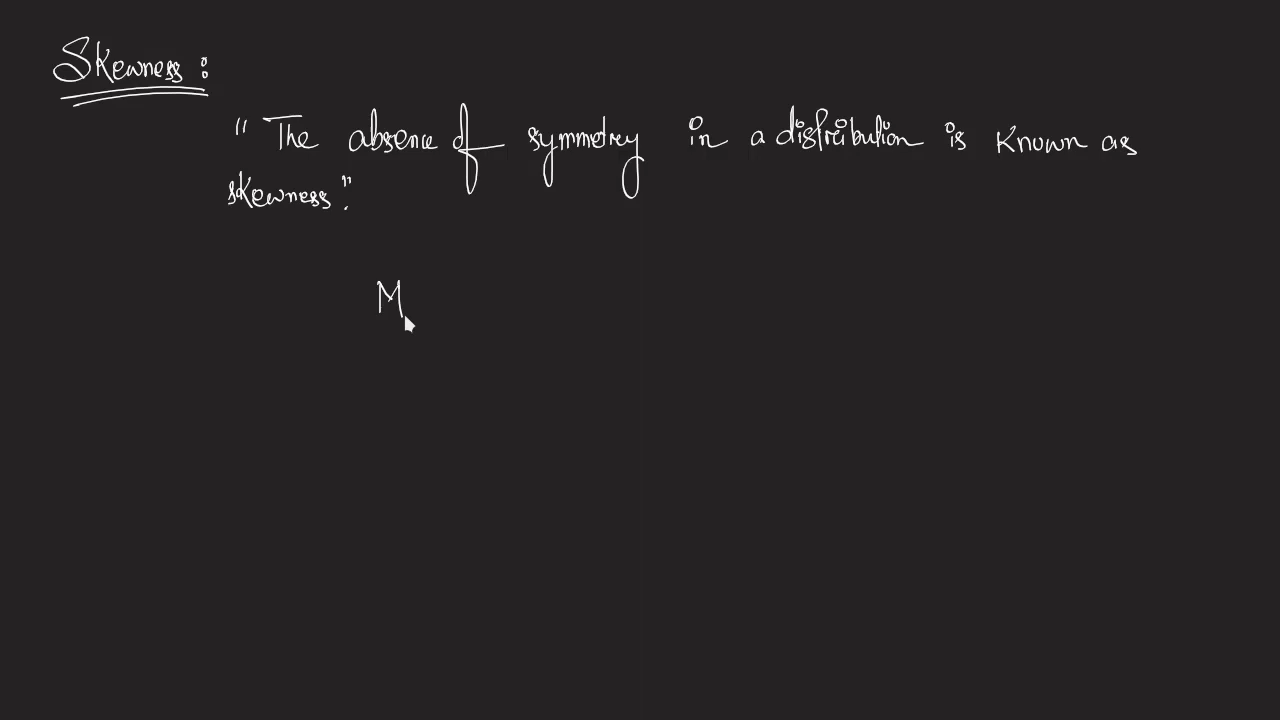 Skewness :
"The absence of symmetry in a distribution is known as
skewness."
M